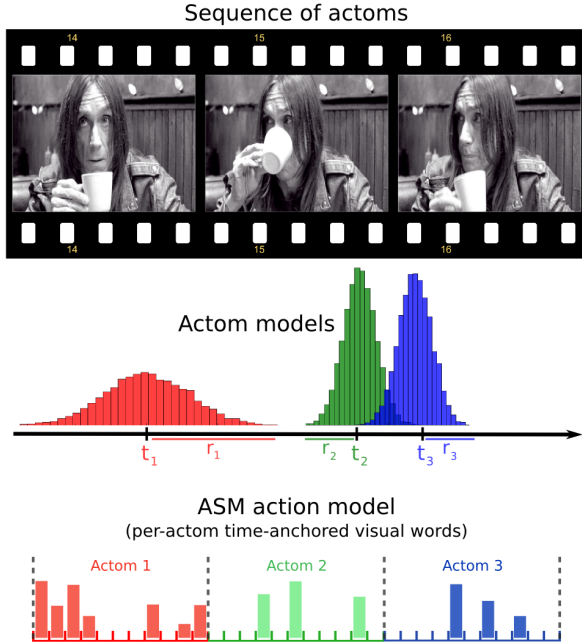 Sequence of actoms
14 15 16
14 15 16
Actom models
t1 r1 r2 t2 t3 r3
ASM action model
(per-actom time-anchored visual words)
Actom 1 Actom 2 Actom 3